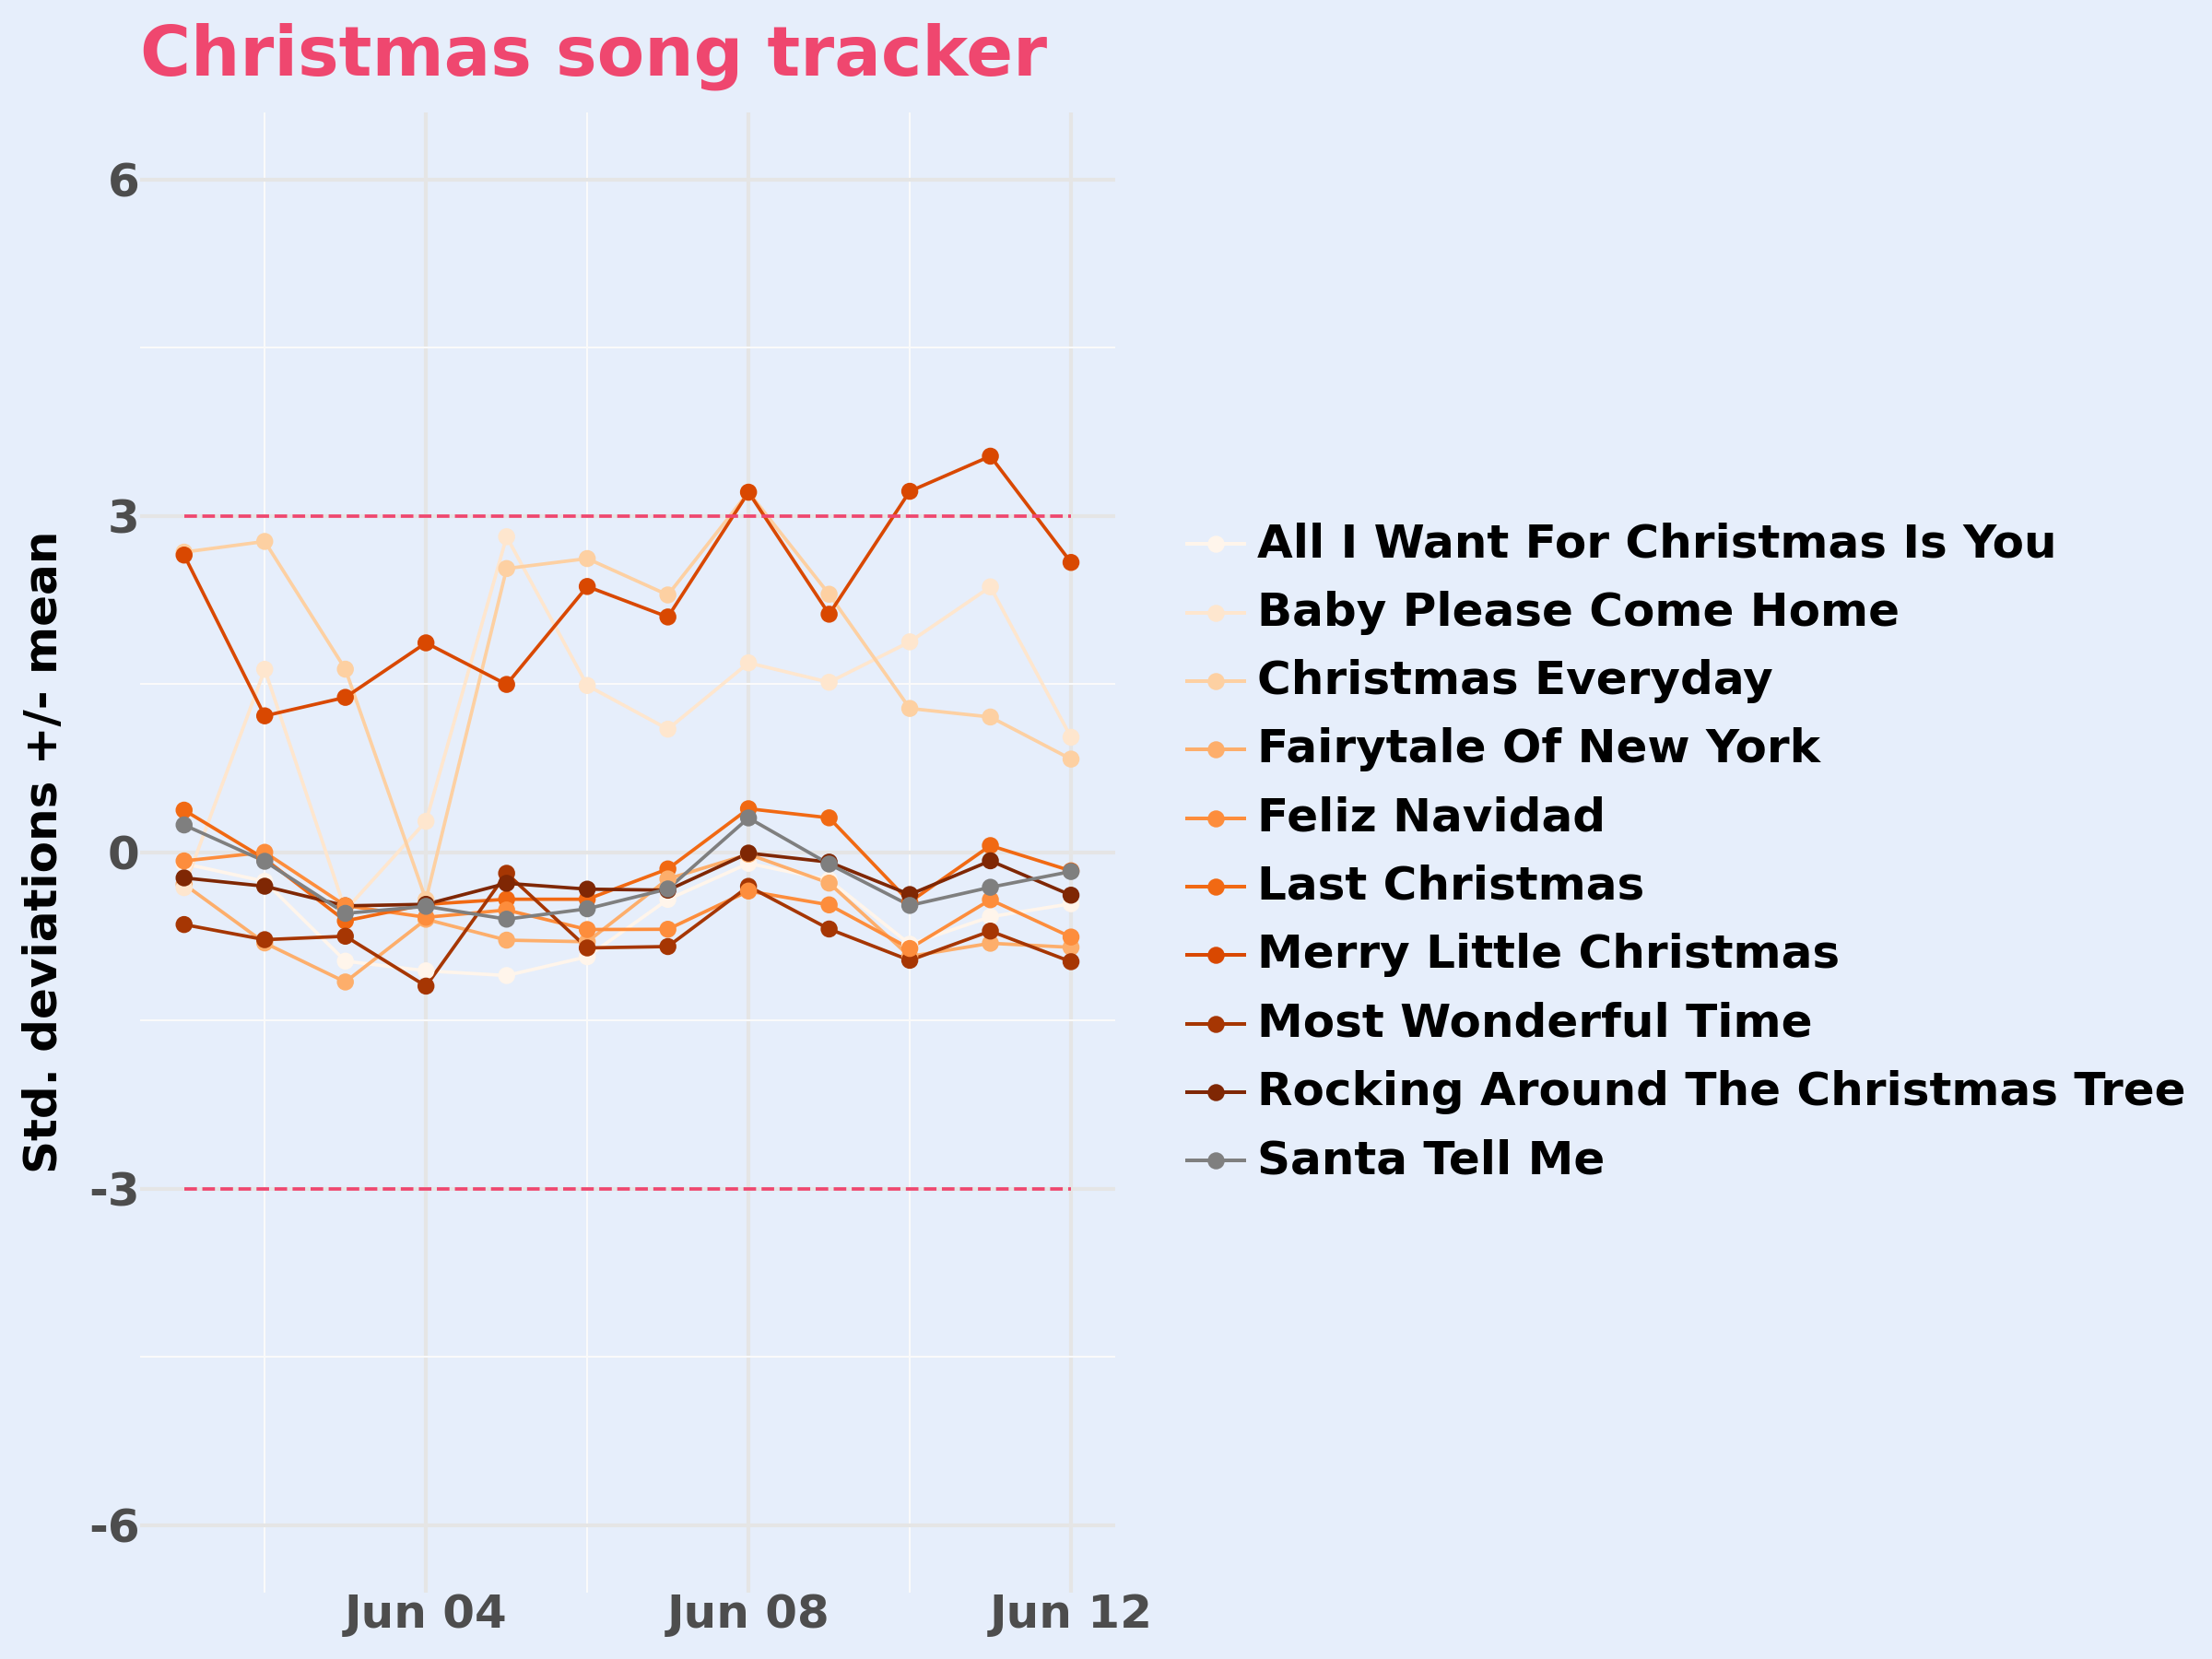 Christmas song tracker
Std. deviations +/- mean
6
3
0
-3
-6
Jun 04
Jun 08
Jun 12
All I Want For Christmas Is You
Baby Please Come Home
Christmas Everyday
Fairytale Of New York
Feliz Navidad
Last Christmas
Merry Little Christmas
Most Wonderful Time
Rocking Around The Christmas Tree
Santa Tell Me